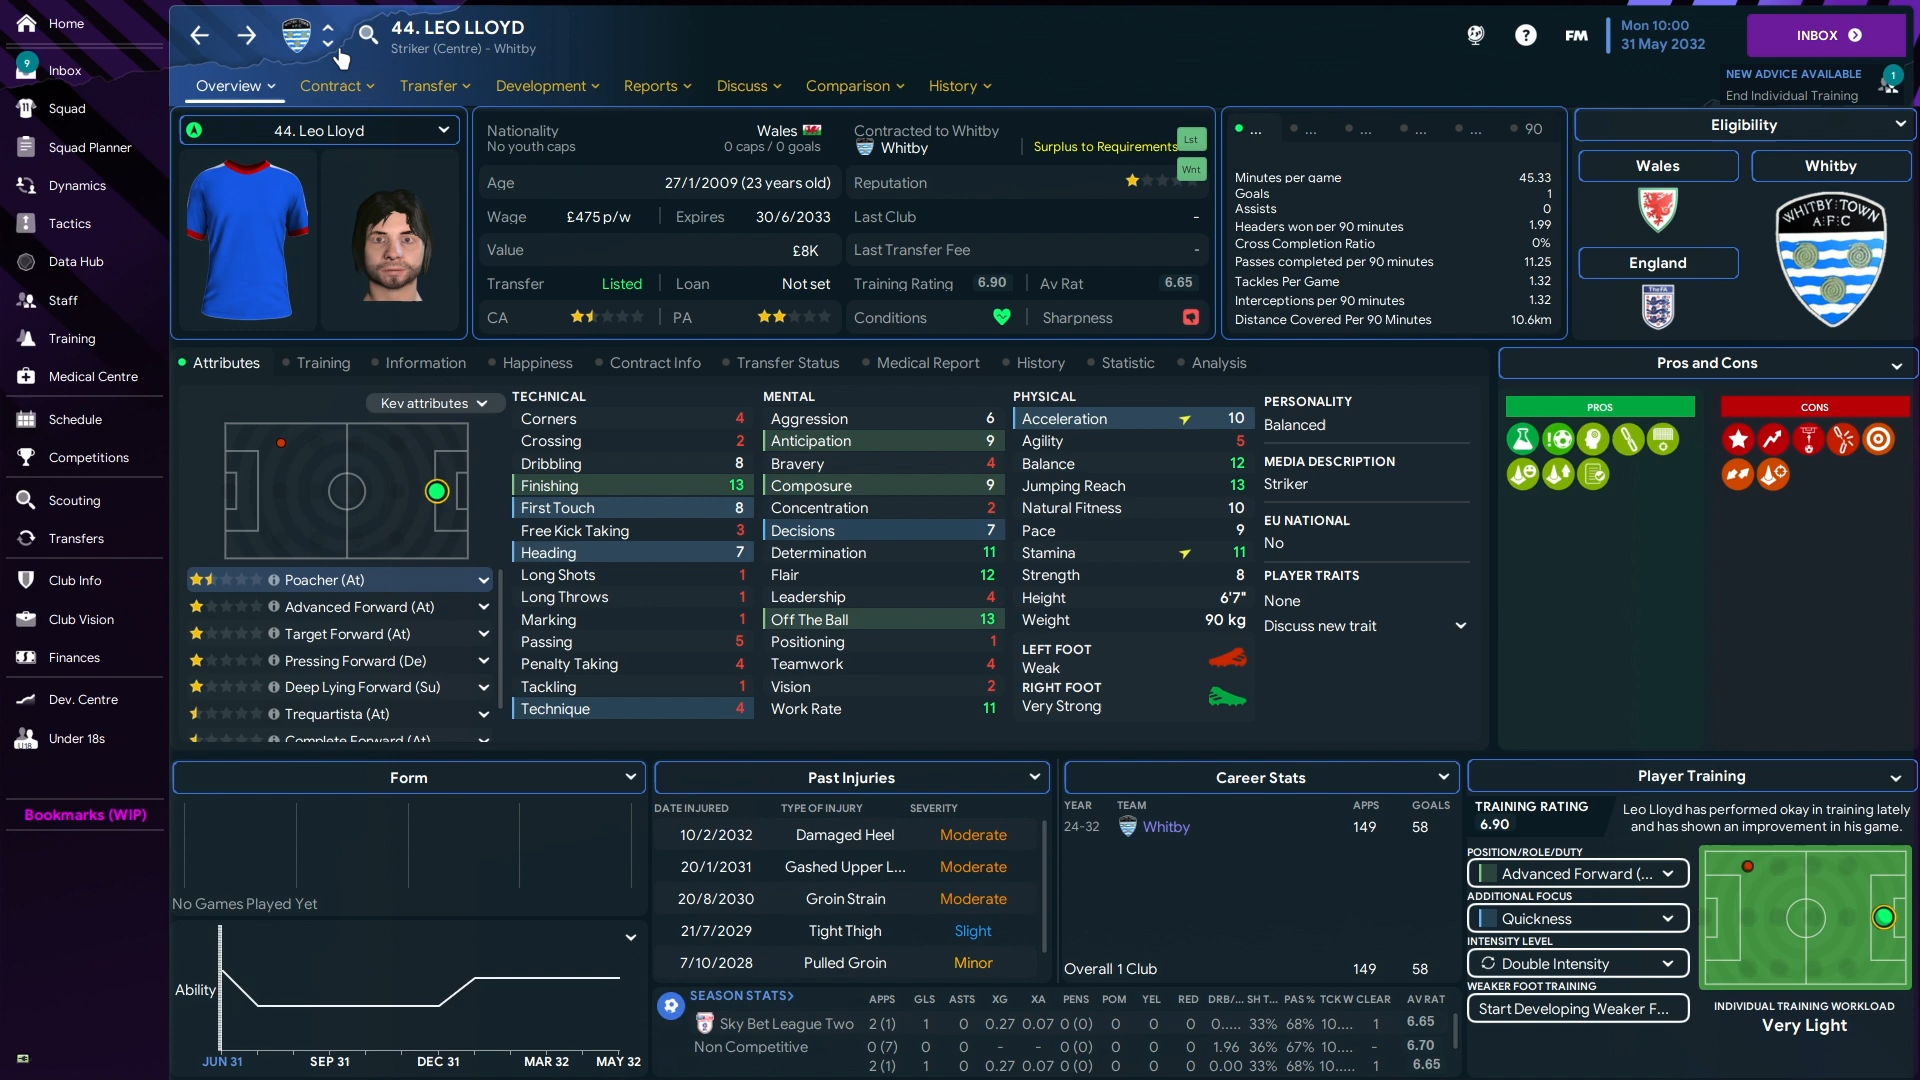 Home
9
Inbox
Squad
Squad Planner
Dynamics
Tactics
Data Hub
Staff
Training
Medical Centre
Schedule
Competitions
Scouting
Transfers
Club Info
Club Vision
Finances
Dev. Centre
Under 18s
Bookmarks (WIP)
44. LEO LLOYD
Striker (Centre) - Whitby
FM
Mon 10:00
31 May 2032
INBOX
NEW ADVICE AVAILABLE
1
End Individual Training
Overview
Contract
Transfer
Development
Reports
Discuss
Comparison
History
44. Leo Lloyd
Nationality
Wales
No youth caps
0 caps / 0 goals
Age
27/1/2009 (23 years old)
Wage
£475 p/w
Expires
30/6/2033
Value
£8K
Transfer
Listed
Loan
Not set
CA
PA
Contracted to Whitby
Whitby
Surplus to Requirements
Lst
Wnt
Reputation
Last Club
-
Last Transfer Fee
-
Training Rating
6.90
Av Rat
6.65
Conditions
Sharpness
... ... ... ... ... 90
Minutes per game 45.33
Goals 1
Assists 0
Headers won per 90 minutes 1.99
Cross Completion Ratio 0%
Passes completed per 90 minutes 11.25
Tackles Per Game 1.32
Interceptions per 90 minutes 1.32
Distance Covered Per 90 Minutes 10.6km
Eligibility
Wales
Whitby
WHITBY TOWN
A.F.C
England
Attributes
Training
Information
Happiness
Contract Info
Transfer Status
Medical Report
History
Statistic
Analysis
Key attributes
Poacher (At)
Advanced Forward (At)
Target Forward (At)
Pressing Forward (De)
Deep Lying Forward (Su)
Trequartista (At)
Complete Forward (At)
TECHNICAL
Corners 4
Crossing 2
Dribbling 8
Finishing 13
First Touch 8
Free Kick Taking 3
Heading 7
Long Shots 1
Long Throws 1
Marking 1
Passing 5
Penalty Taking 4
Tackling 1
Technique 4
MENTAL
Aggression 6
Anticipation 9
Bravery 4
Composure 9
Concentration 2
Decisions 7
Determination 11
Flair 12
Leadership 4
Off The Ball 13
Positioning 1
Teamwork 4
Vision 2
Work Rate 11
PHYSICAL
Acceleration 10
Agility 5
Balance 12
Jumping Reach 13
Natural Fitness 10
Pace 9
Stamina 11
Strength 8
Height 6'7"
Weight 90 kg
LEFT FOOT
Weak
RIGHT FOOT
Very Strong
PERSONALITY
Balanced
MEDIA DESCRIPTION
Striker
EU NATIONAL
No
PLAYER TRAITS
None
Discuss new trait
Pros and Cons
PROS
CONS
Form
No Games Played Yet
Ability
JUN 31 SEP 31 DEC 31 MAR 32 MAY 32
Past Injuries
DATE INJURED TYPE OF INJURY SEVERITY
10/2/2032 Damaged Heel Moderate
20/1/2031 Gashed Upper L... Moderate
20/8/2030 Groin Strain Moderate
21/7/2029 Tight Thigh Slight
7/10/2028 Pulled Groin Minor
Career Stats
YEAR TEAM APPS GOALS
24-32 Whitby 149 58
Overall 1 Club 149 58
SEASON STATS> APPS GLS ASTS XG XA PENS POM YEL RED DRB/... SH T... PAS % TCK W CLEAR AV RAT
Sky Bet League Two 2 (1) 1 0 0.27 0.07 0 (0) 0 0 0 0..... 33% 68% 10.... 1 6.65
Non Competitive 0 (7) 0 0 - - 0 (0) 0 0 0 1.96 36% 67% 10.... - 6.70
2 (1) 1 0 0.27 0.07 0 (0) 0 0 0 0.00 33% 68% 10..... 1 6.65
Player Training
TRAINING RATING
6.90
Leo Lloyd has performed okay in training lately
and has shown an improvement in his game.
POSITION/ROLE/DUTY
Advanced Forward (...
ADDITIONAL FOCUS
Quickness
INTENSITY LEVEL
Double Intensity
WEAKER FOOT TRAINING
Start Developing Weaker F...
INDIVIDUAL TRAINING WORKLOAD
Very Light